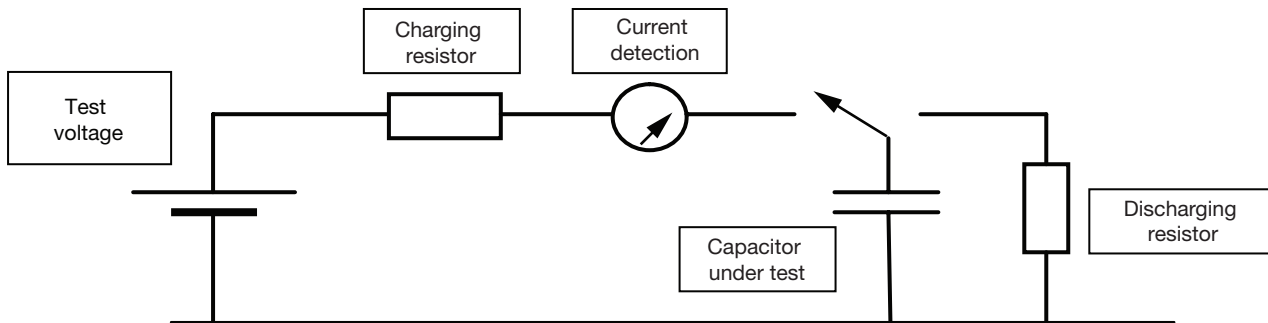 Charging
resistor
Current
detection
Test
voltage
Capacitor
under test
Discharging
resistor